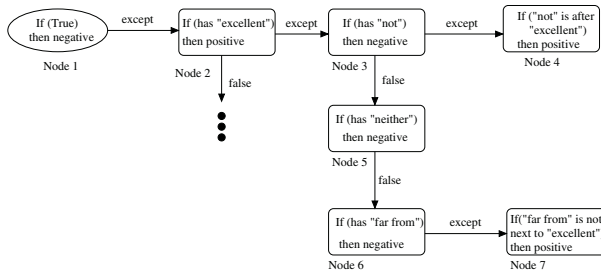 If (True)
then negative
Node 1
except
If (has "excellent")
then positive
Node 2
false
except
If (has "not")
then negative
Node 3
except
If ("not" is after
"excellent")
then positive
Node 4
false
If (has "neither")
then negative
Node 5
false
If (has "far from")
then negative
Node 6
except
If("far from" is not
next to "excellent"
then positive
Node 7